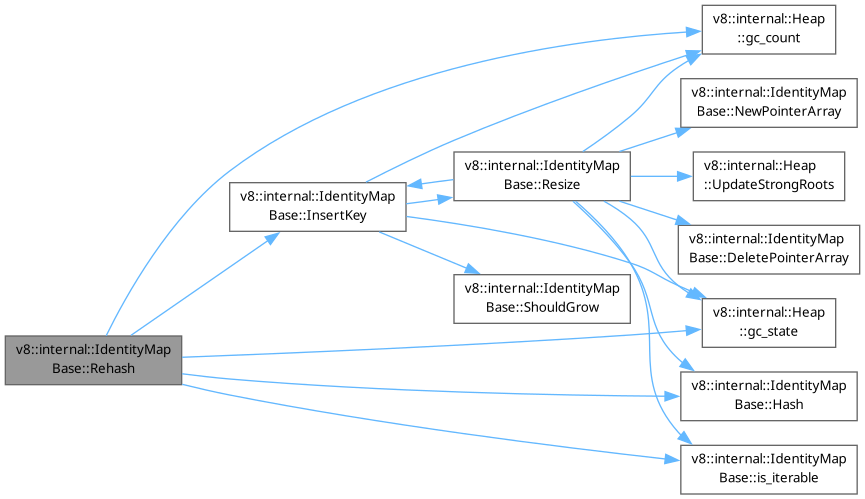 v8::internal::Heap
::gc_count
v8::internal::IdentityMap
Base::NewPointerArray
v8::internal::IdentityMap
Base::Resize
v8::internal::Heap
::UpdateStrongRoots
v8::internal::IdentityMap
Base::InsertKey
v8::internal::IdentityMap
Base::DeletePointerArray
v8::internal::IdentityMap
Base::ShouldGrow
v8::internal::Heap
::gc_state
v8::internal::IdentityMap
Base::Rehash
v8::internal::IdentityMap
Base::Hash
v8::internal::IdentityMap
Base::is_iterable